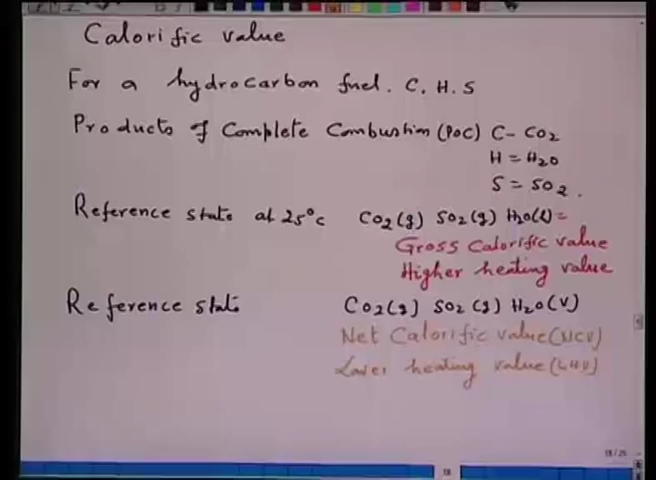 Calorific value
For a hydrocarbon fuel. C, H, S
Products of Complete Combustion (POC) C - CO2
H = H2O
S = SO2.
Reference state at 25°C CO2(g) SO2(g) H2O(l) =
Gross Calorific value
Higher heating value
Reference state CO2(g) SO2(g) H2O(V)
Net Calorific value (NCV)
Lower heating value (LHV)
18